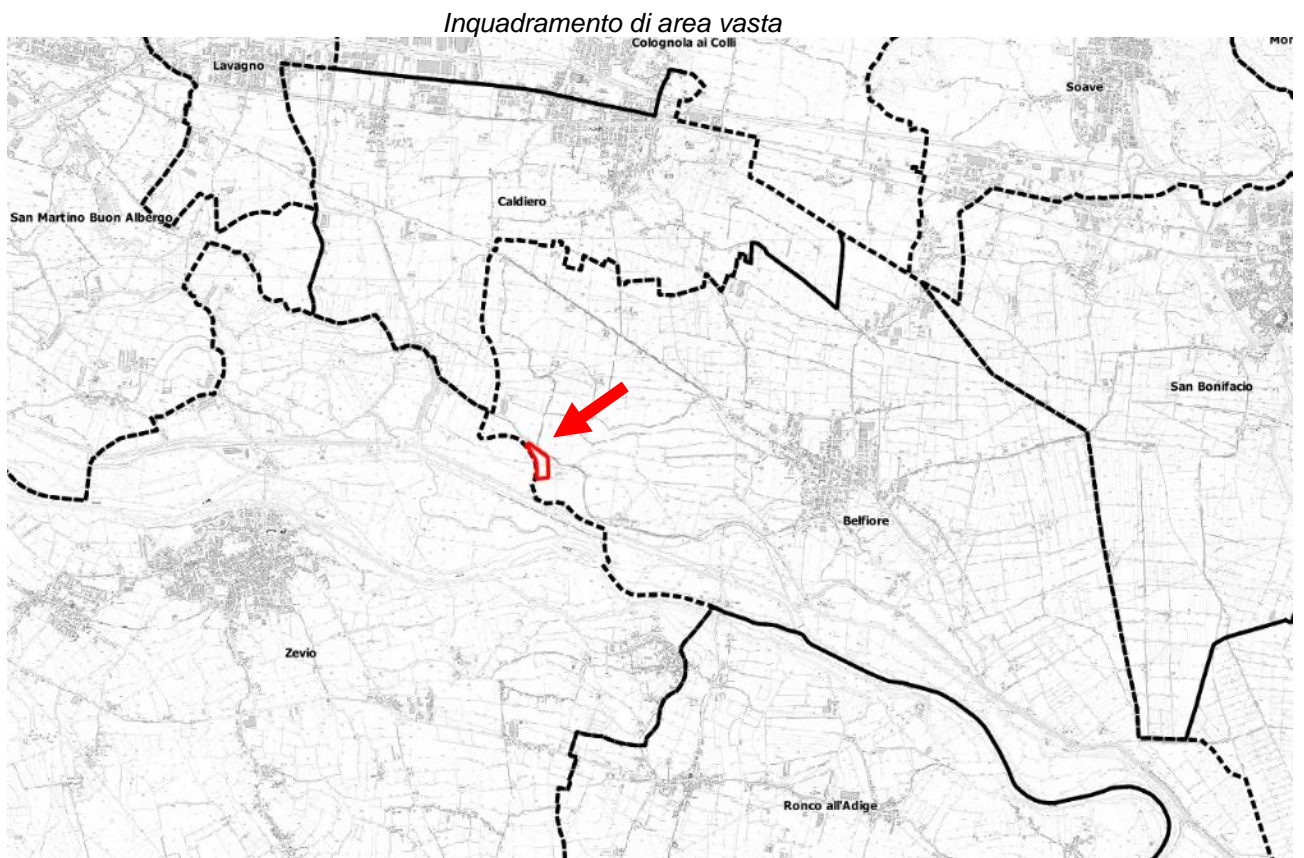 Inquadramento di area vasta
Colognola ai Colli
Mon
Lavagno
Soave
Caldiero
San Martino Buon Albergo
San Bonifacio
Belfiore
Zevio
Ronco all'Adige